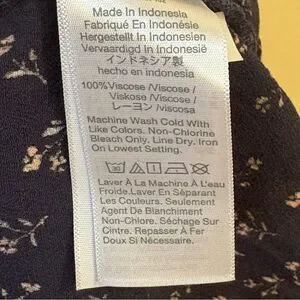 Made In Indonesia
Fabriqué En Indonésie
Hergestellt In Indonesien
Vervaardigd In Indonesië
インドネシア製
hecho en indonesia
100%Viscose /Viscose/
Viskose /Viscose /
レーヨン /viscosa
Machine Wash Cold With
Like Colors. Non-Chlorine
Bleach Only. Line Dry. Iron
On Lowest Setting.
Laver À La Machine À L'eau
Froide. Laver En Séparant
Les Couleurs. Seulement
Agent De Blanchiment
Non-Chlore. Séchage Sur
Cintre. Repasser À Fer
Doux Si Nécessaire.